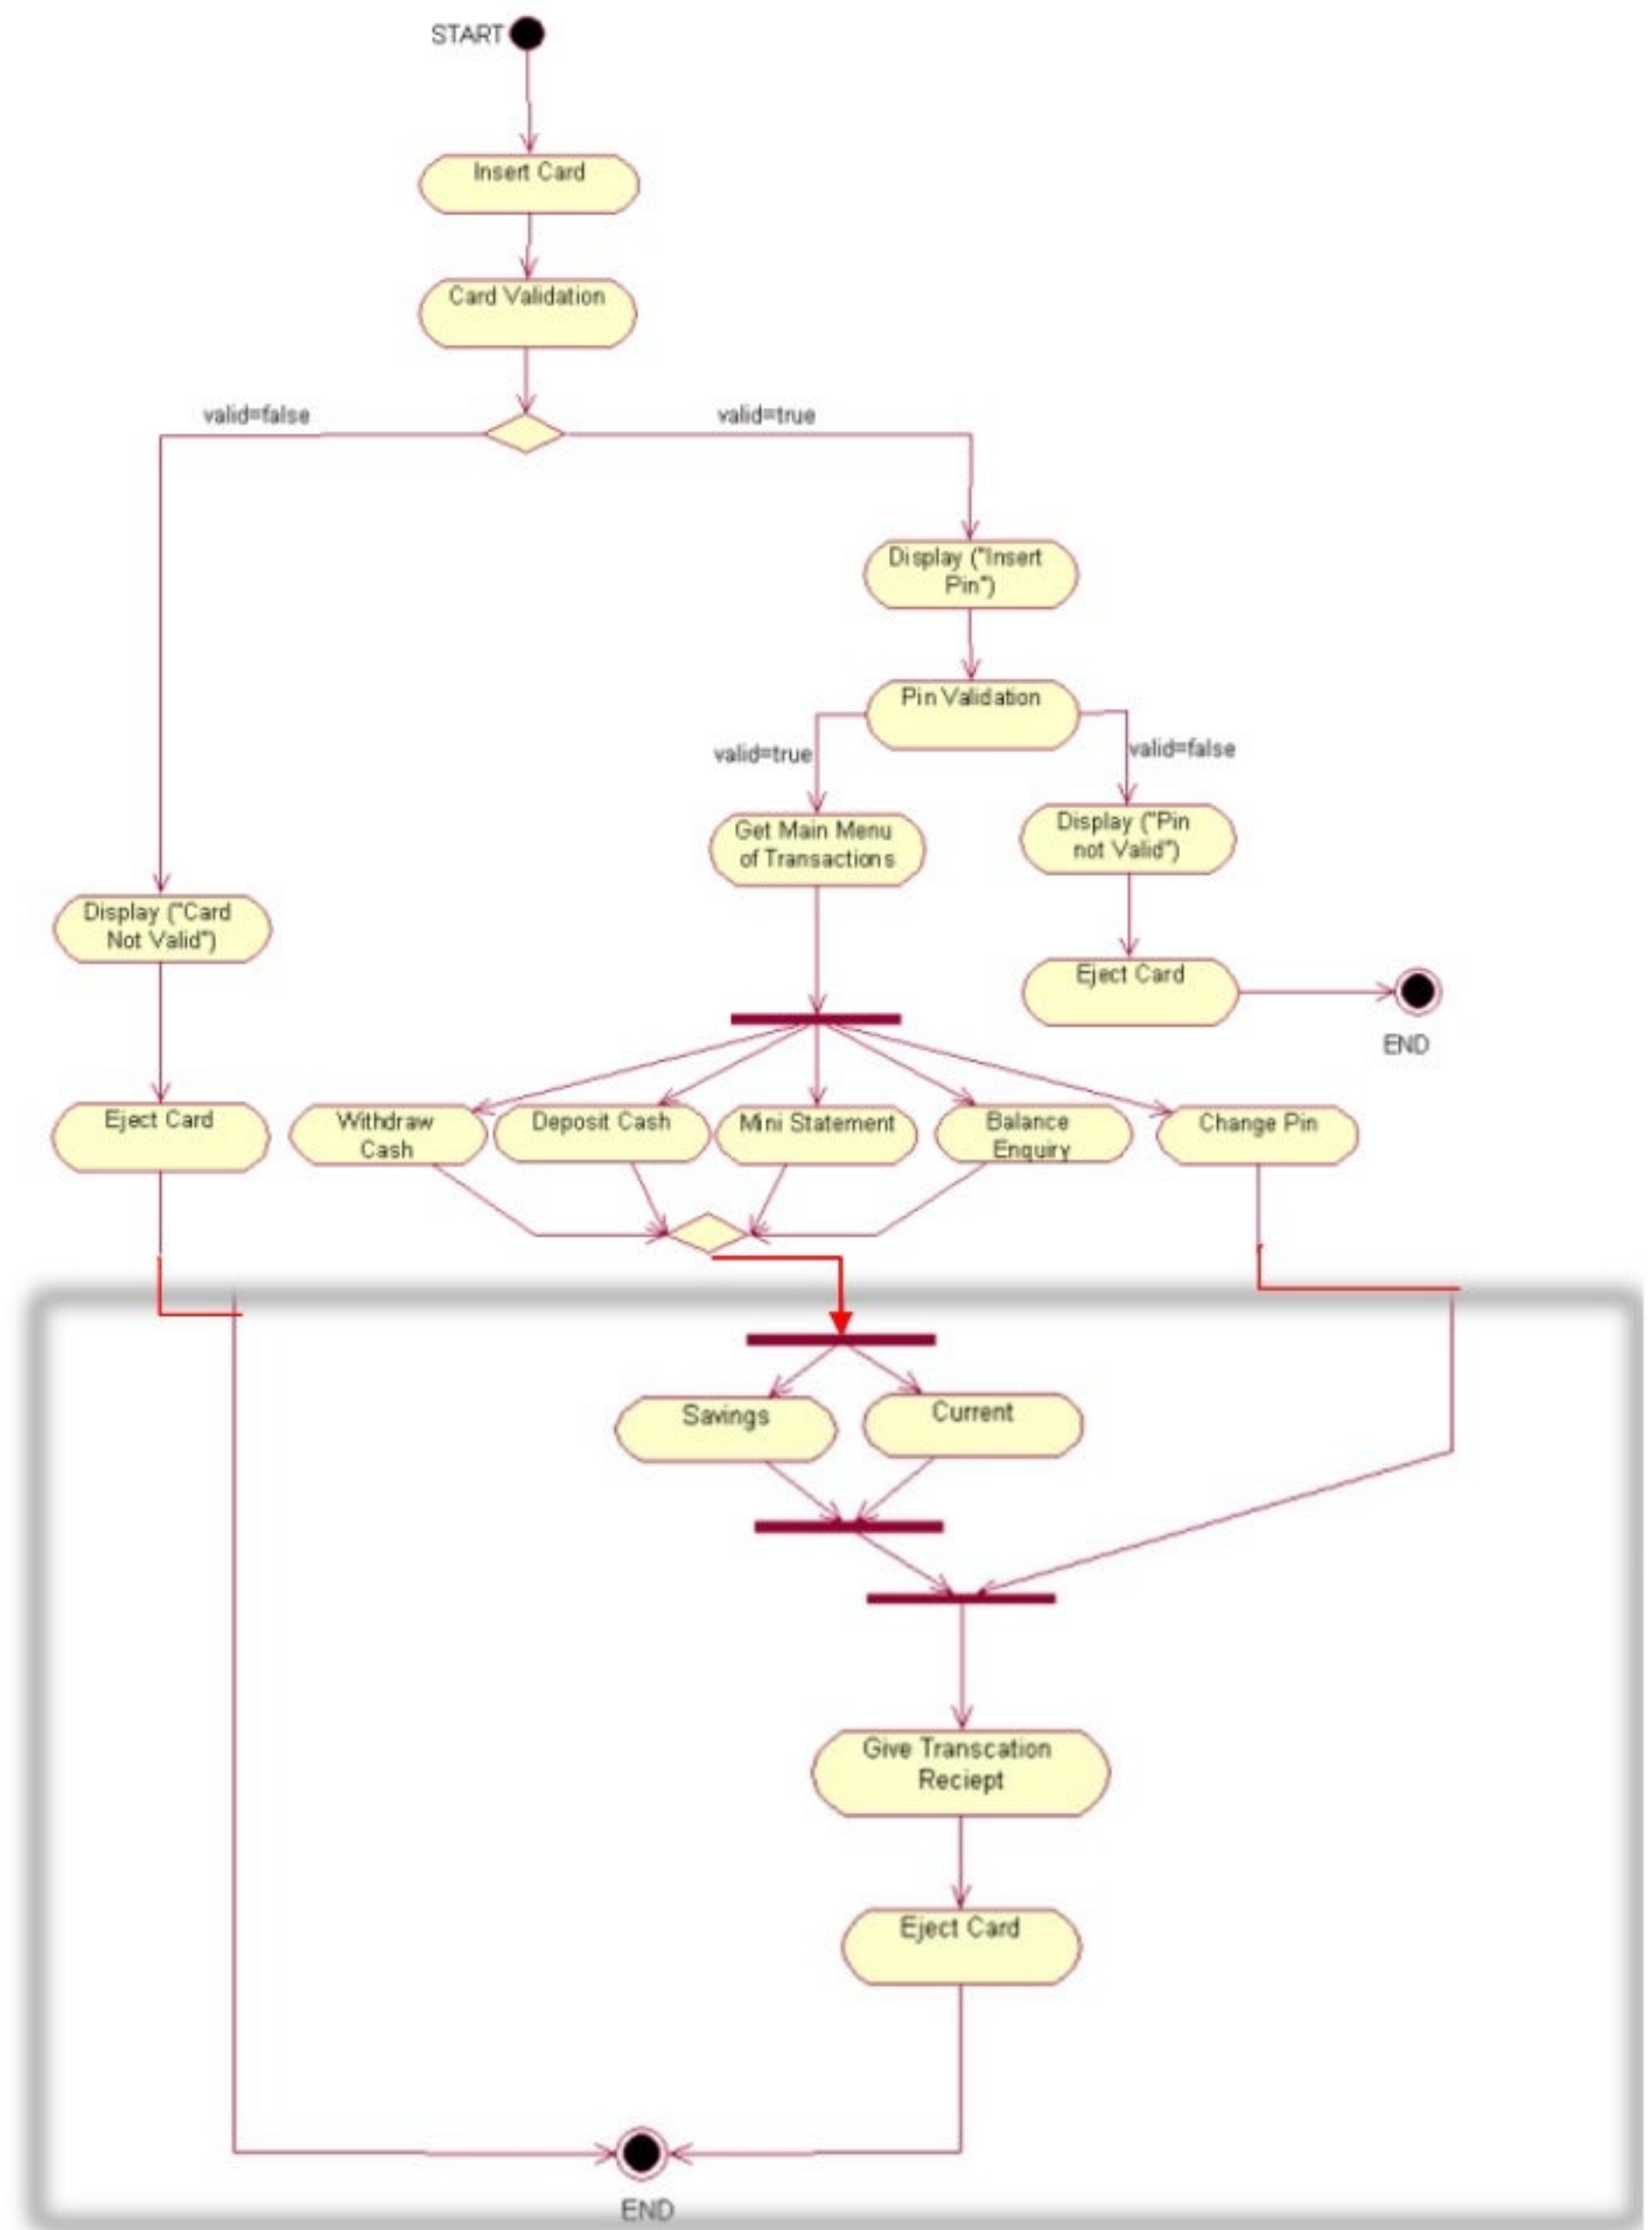 START
Insert Card
Card Validation
valid=false
valid=true
Display ("Insert
Pin")
Pin Validation
valid=true
valid=false
Get Main Menu
of Transactions
Display ("Pin
not Valid")
Display ("Card
Not Valid")
Eject Card
END
Eject Card
Withdraw
Cash
Deposit Cash
Mini Statement
Balance
Enquiry
Change Pin
Savings
Current
Give Transcation
Reciept
Eject Card
END